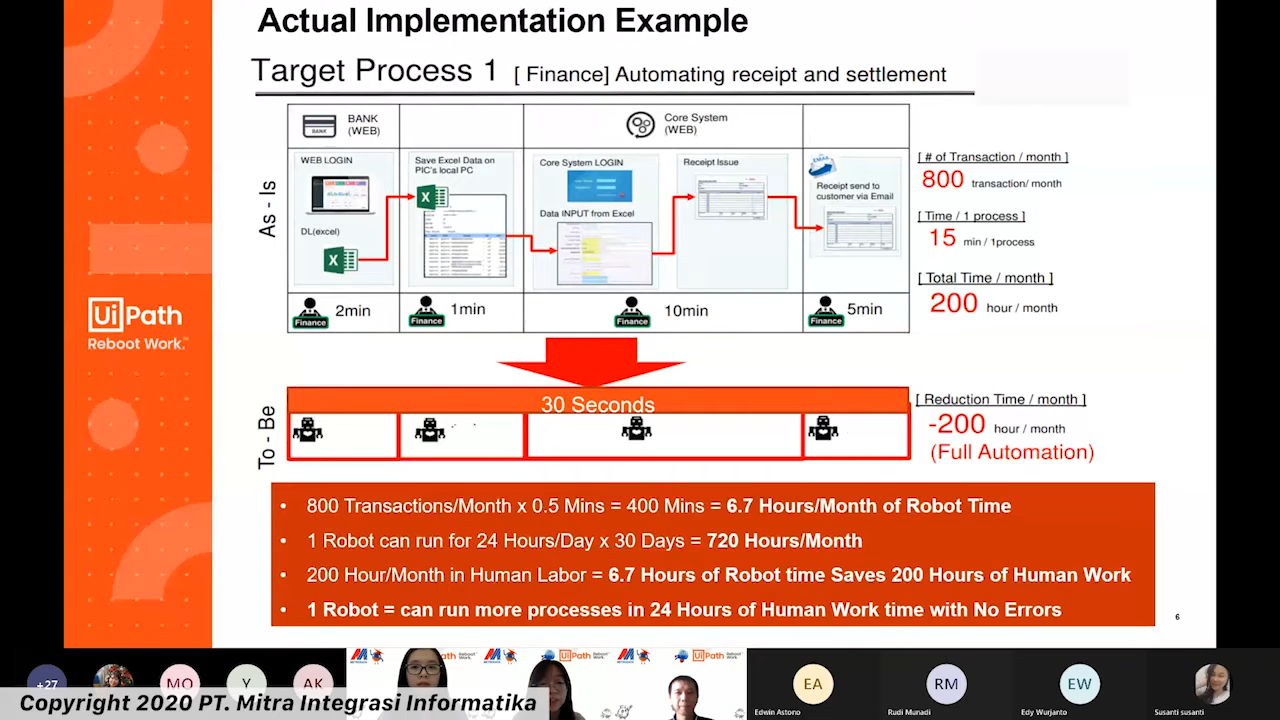 Actual Implementation Example
Target Process 1 [ Finance] Automating receipt and settlement
BANK
(WEB)
BANK
Core System
(WEB)
As - Is
WEB LOGIN
DL(excel)
Save Excel Data on
PIC's local PC
Core System LOGIN
Data INPUT from Excel
Receipt Issue
EMAIL
Receipt send to
customer via Email
Finance 2min
Finance 1min
Finance 10min
Finance 5min
[ # of Transaction / month ]
800 transaction/ month
[ Time / 1 process ]
15 min / 1process
[ Total Time / month ]
200 hour / month
To - Be
30 Seconds
[ Reduction Time / month ]
-200 hour / month
(Full Automation)
• 800 Transactions/Month x 0.5 Mins = 400 Mins = 6.7 Hours/Month of Robot Time
• 1 Robot can run for 24 Hours/Day x 30 Days = 720 Hours/Month
• 200 Hour/Month in Human Labor = 6.7 Hours of Robot time Saves 200 Hours of Human Work
• 1 Robot = can run more processes in 24 Hours of Human Work time with No Errors
6
UiPath
Reboot Work.™
+27
MO
Y
AK
EA
Edwin Astono
RM
Rudi Munadi
EW
Edy Wurjanto
Susanti susanti
Copyright 2020 PT. Mitra Integrasi Informatika